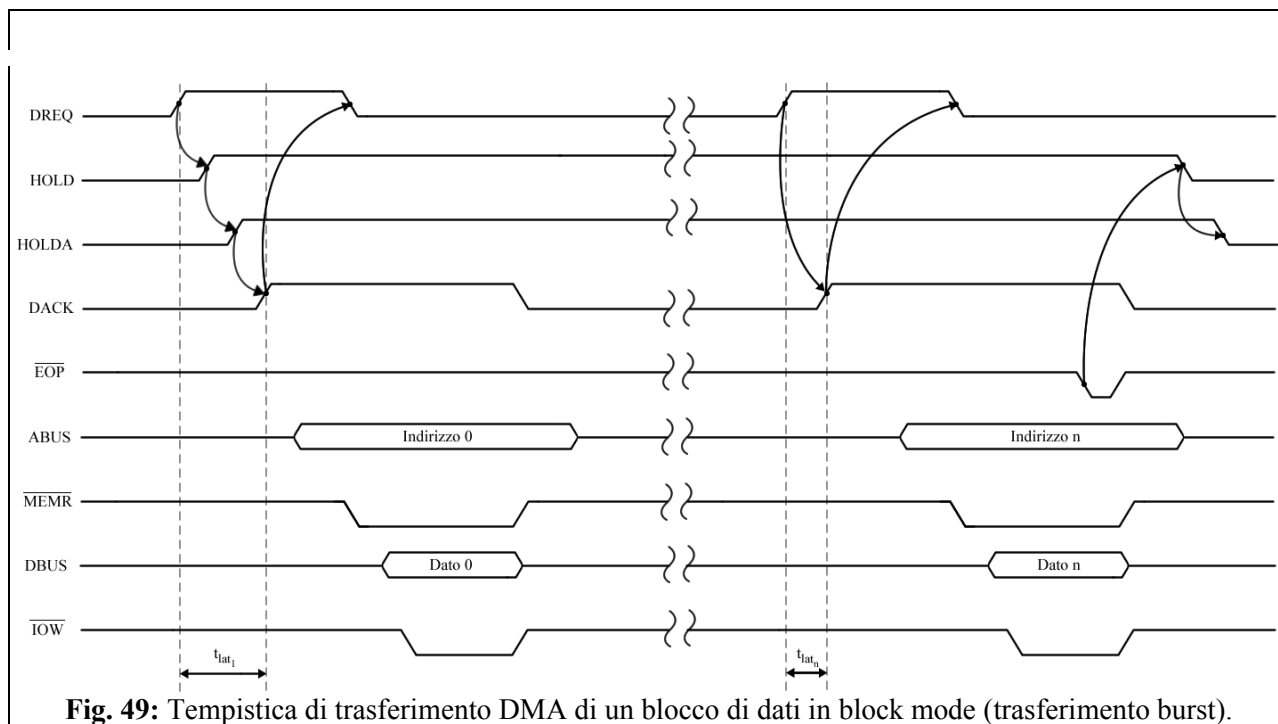 DREQ
HOLD
HOLDA
DACK
EOP
ABUS Indirizzo 0 Indirizzo n
MEMR
DBUS Dato 0 Dato n
IOW
tlat1 tlatn
Fig. 49: Tempistica di trasferimento DMA di un blocco di dati in block mode (trasferimento burst).